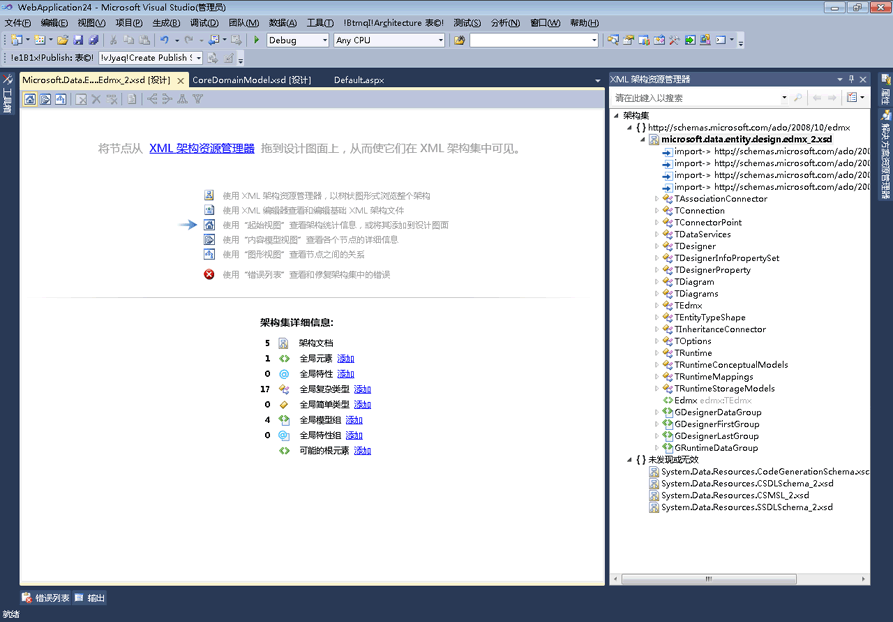 WebApplication24 - Microsoft Visual Studio(管理员)
文件(F) 编辑(E) 视图(V) 项目(P) 生成(B) 调试(D) 团队(M) 数据(A) 工具(T) !Btmql!Architecture 表©! 测试(S) 分析(N) 窗口(W) 帮助(H)
Debug Any CPU
!e1B1x!Publish: 表©! !vJyaq!Create Publish S
Microsoft.Data.E....Edmx_2.xsd [设计] CoreDomainModel.xsd [设计] Default.aspx
工具箱
将节点从 XML 架构资源管理器 拖到设计图面上，从而使它们在 XML 架构集中可见。
使用 XML 架构资源管理器，以树状图形式浏览整个架构
使用 XML 编辑器查看和编辑基础 XML 架构文件
使用 "起始视图" 查看架构统计信息，或将其添加到设计图面
使用 "内容模型视图" 查看各个节点的详细信息
使用 "图形视图" 查看节点之间的关系
使用 "错误列表" 查看和修复架构集中的错误
架构集详细信息:
5 架构文档
1 全局元素 添加
0 全局特性 添加
17 全局复杂类型 添加
0 全局简单类型 添加
4 全局模型组 添加
0 全局特性组 添加
可能的根元素 添加
XML 架构资源管理器
请在此键入以搜索
架构集
{ } http://schemas.microsoft.com/ado/2008/10/edmx
microsoft.data.entity.design.edmx_2.xsd
import-> http://schemas.microsoft.com/ado/200
import-> http://schemas.microsoft.com/ado/200
import-> http://schemas.microsoft.com/ado/200
import-> http://schemas.microsoft.com/ado/200
TAssociationConnector
TConnection
TConnectorPoint
TDataServices
TDesigner
TDesignerInfoPropertySet
TDesignerProperty
TDiagram
TDiagrams
TEdmx
TEntityTypeShape
TInheritanceConnector
TOptions
TRuntime
TRuntimeConceptualModels
TRuntimeMappings
TRuntimeStorageModels
Edmx edmx:TEdmx
GDesignerDataGroup
GDesignerFirstGroup
GDesignerLastGroup
GRuntimeDataGroup
{ } 未发现或无效
System.Data.Resources.CodeGenerationSchema.xsc
System.Data.Resources.CSDLSchema_2.xsd
System.Data.Resources.CSMSL_2.xsd
System.Data.Resources.SSDLSchema_2.xsd
属性
解决方案资源管理器
错误列表 输出
就绪